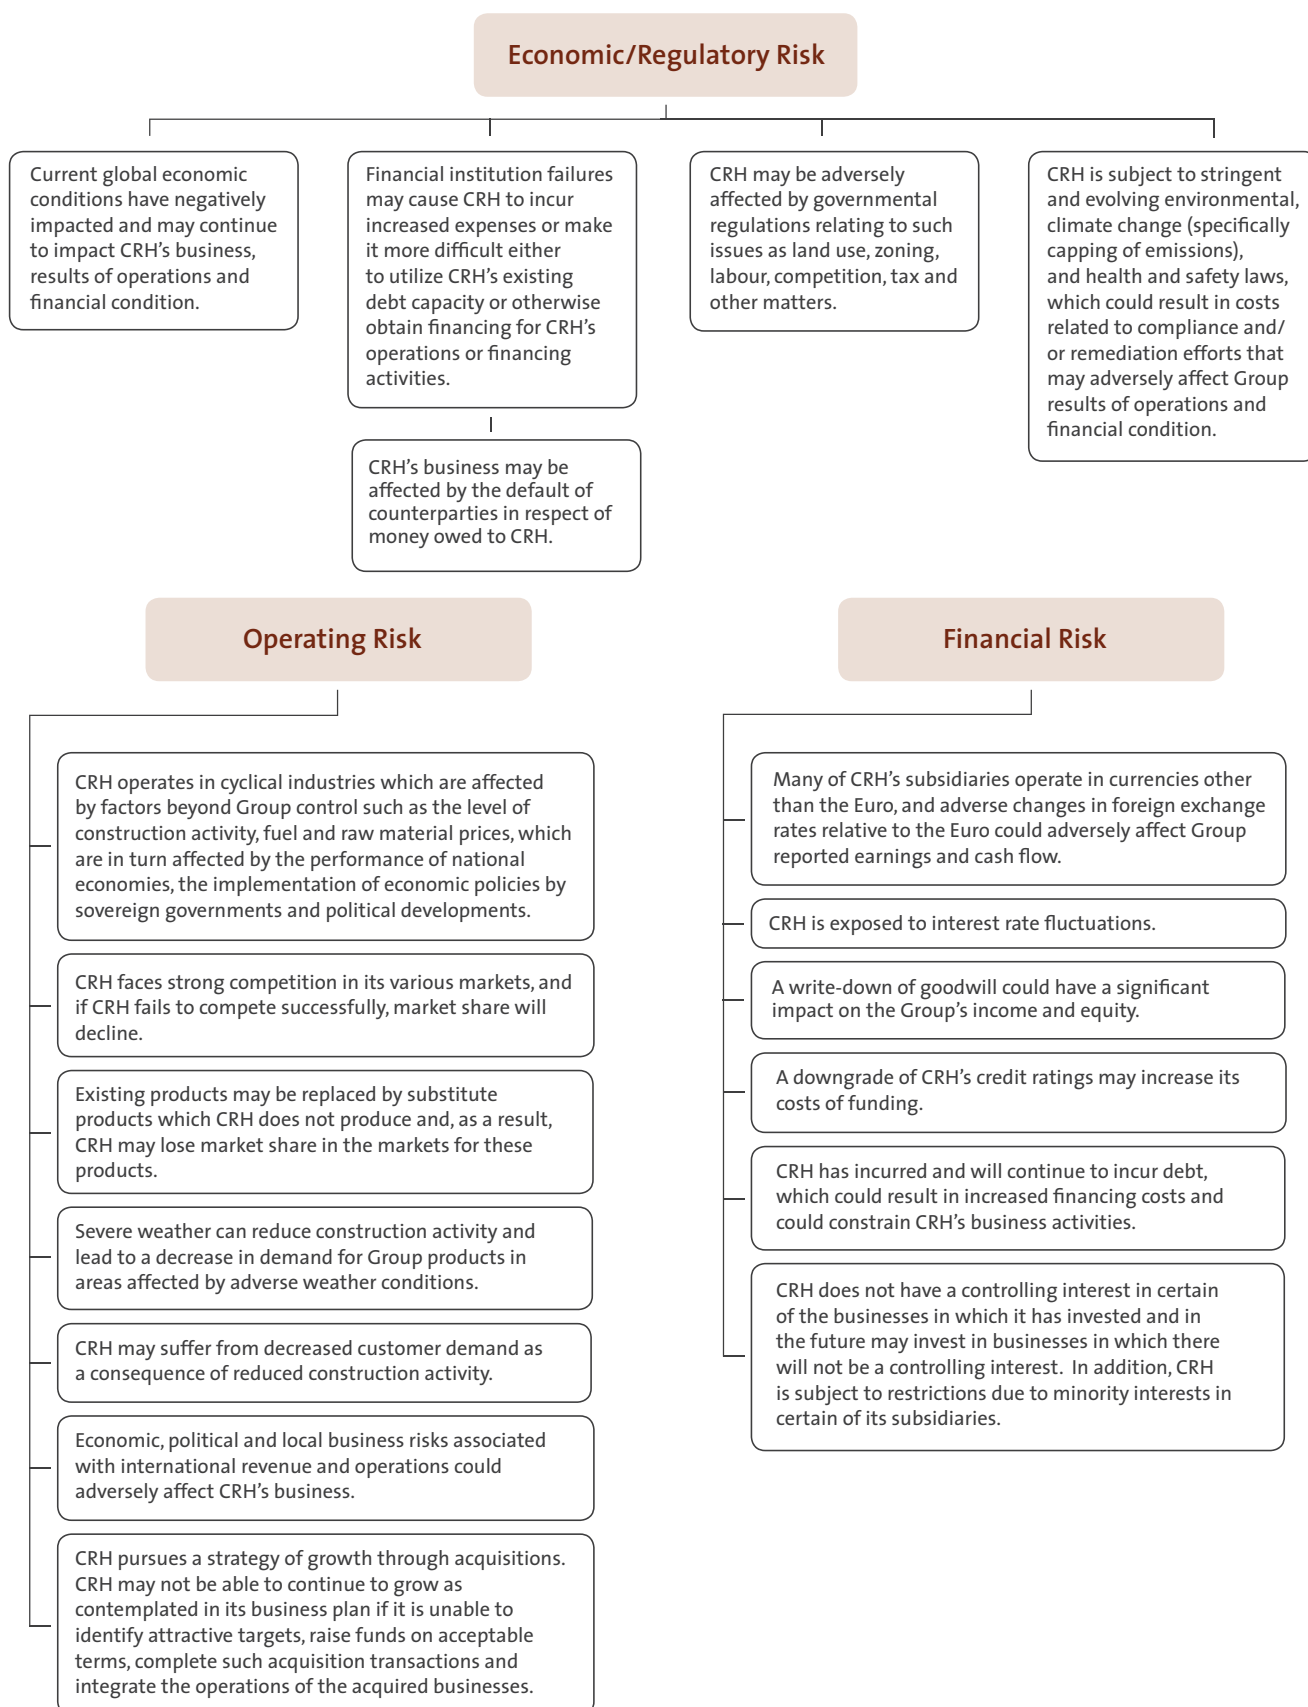 Economic/Regulatory Risk
Current global economic
conditions have negatively
impacted and may continue
to impact CRH’s business,
results of operations and
financial condition.
Financial institution failures
may cause CRH to incur
increased expenses or make
it more difficult either
to utilize CRH’s existing
debt capacity or otherwise
obtain financing for CRH’s
operations or financing
activities.
CRH’s business may be
affected by the default of
counterparties in respect of
money owed to CRH.
CRH may be adversely
affected by governmental
regulations relating to such
issues as land use, zoning,
labour, competition, tax and
other matters.
CRH is subject to stringent
and evolving environmental,
climate change (specifically
capping of emissions),
and health and safety laws,
which could result in costs
related to compliance and/
or remediation efforts that
may adversely affect Group
results of operations and
financial condition.
Operating Risk
CRH operates in cyclical industries which are affected
by factors beyond Group control such as the level of
construction activity, fuel and raw material prices, which
are in turn affected by the performance of national
economies, the implementation of economic policies by
sovereign governments and political developments.
CRH faces strong competition in its various markets, and
if CRH fails to compete successfully, market share will
decline.
Existing products may be replaced by substitute
products which CRH does not produce and, as a result,
CRH may lose market share in the markets for these
products.
Severe weather can reduce construction activity and
lead to a decrease in demand for Group products in
areas affected by adverse weather conditions.
CRH may suffer from decreased customer demand as
a consequence of reduced construction activity.
Economic, political and local business risks associated
with international revenue and operations could
adversely affect CRH’s business.
CRH pursues a strategy of growth through acquisitions.
CRH may not be able to continue to grow as
contemplated in its business plan if it is unable to
identify attractive targets, raise funds on acceptable
terms, complete such acquisition transactions and
integrate the operations of the acquired businesses.
Financial Risk
Many of CRH’s subsidiaries operate in currencies other
than the Euro, and adverse changes in foreign exchange
rates relative to the Euro could adversely affect Group
reported earnings and cash flow.
CRH is exposed to interest rate fluctuations.
A write-down of goodwill could have a significant
impact on the Group’s income and equity.
A downgrade of CRH’s credit ratings may increase its
costs of funding.
CRH has incurred and will continue to incur debt,
which could result in increased financing costs and
could constrain CRH’s business activities.
CRH does not have a controlling interest in certain
of the businesses in which it has invested and in
the future may invest in businesses in which there
will not be a controlling interest.  In addition, CRH
is subject to restrictions due to minority interests in
certain of its subsidiaries.